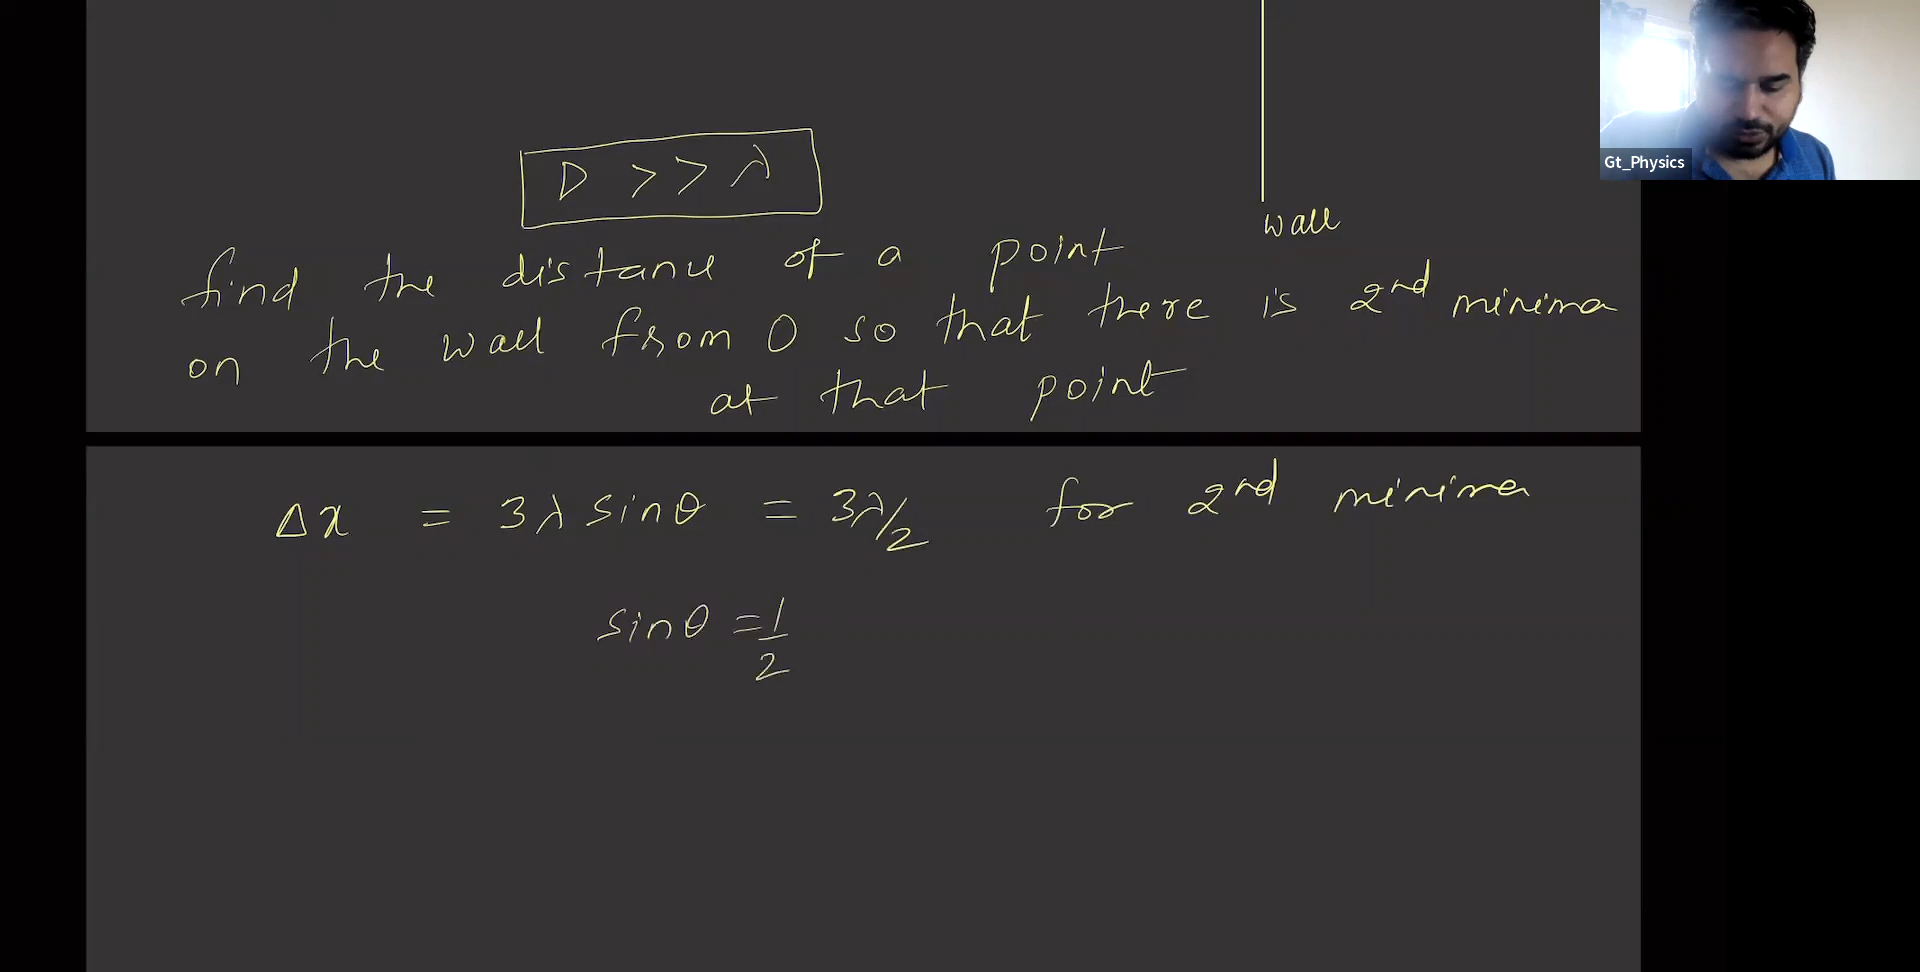 D >> λ
wall
find the distance of a point
on the wall from O so that there is 2nd minima
at that point
Δx = 3λ sinθ = 3λ/2 for 2nd minima
sinθ = 1/2
Gt_Physics